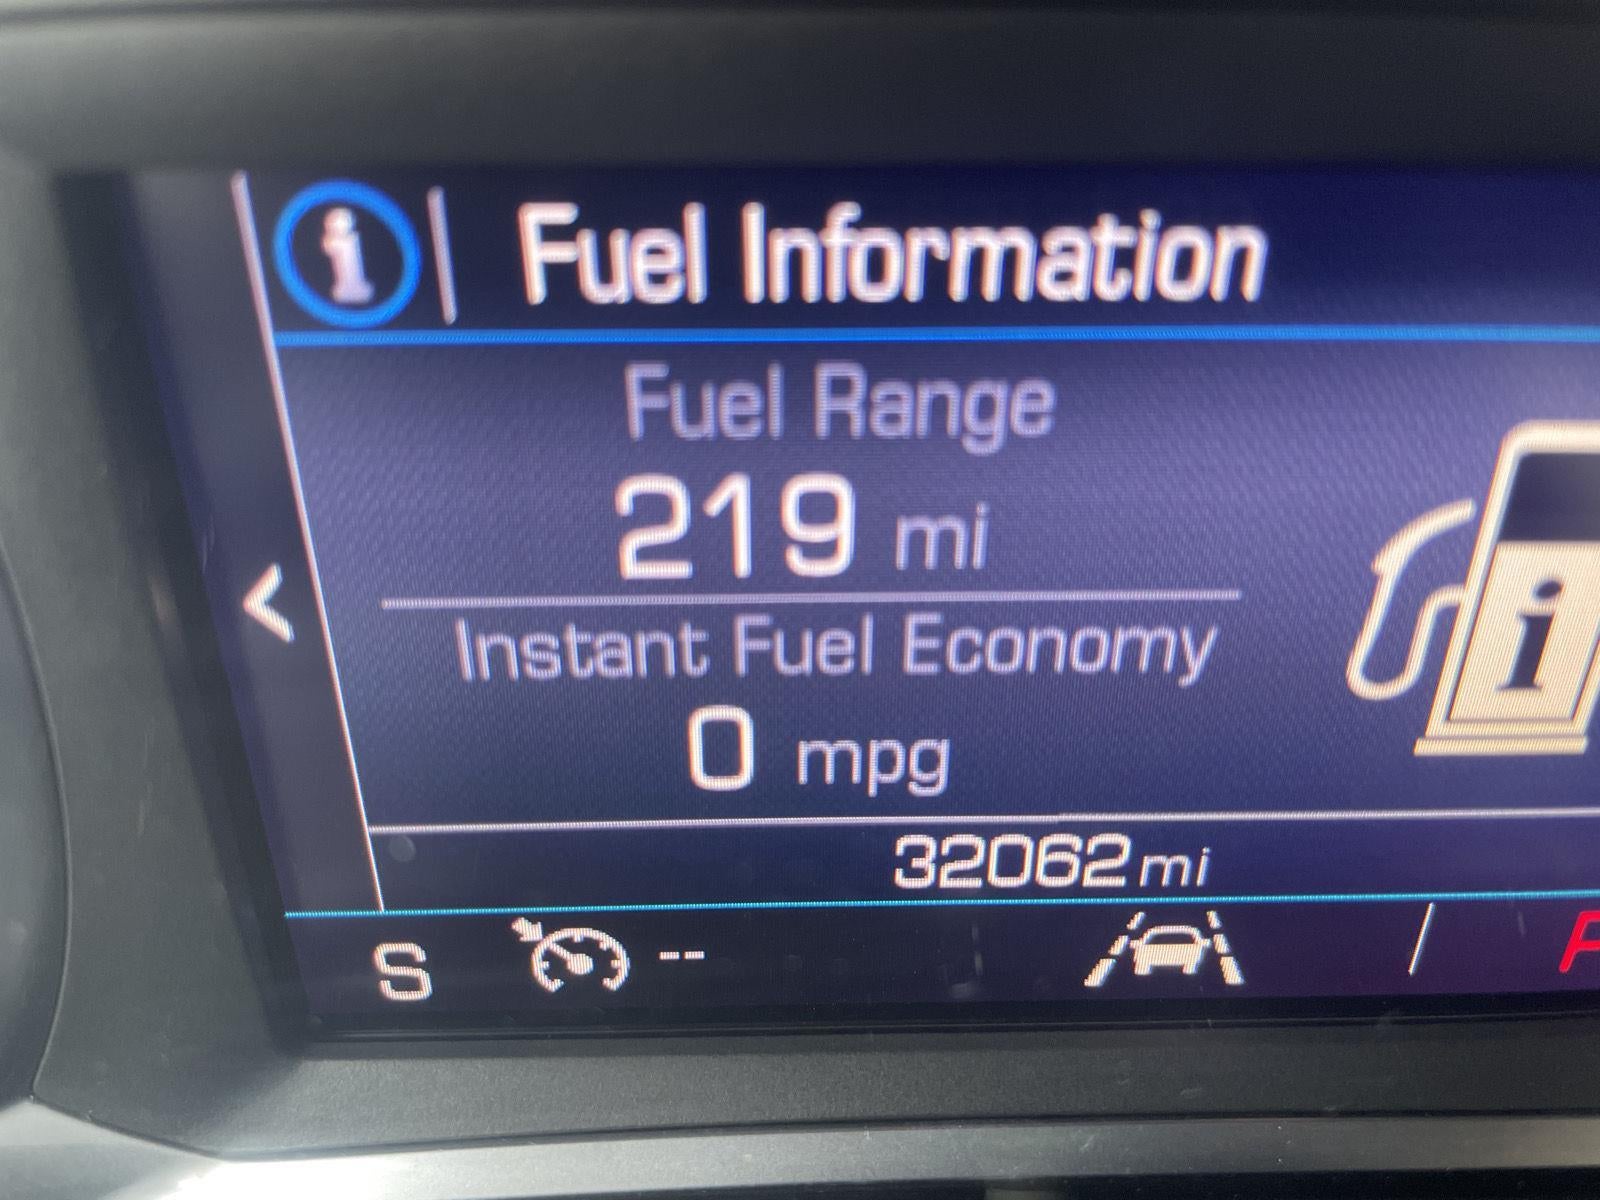 i Fuel Information
Fuel Range
219 mi
Instant Fuel Economy
0 mpg
i
32062 mi
S --